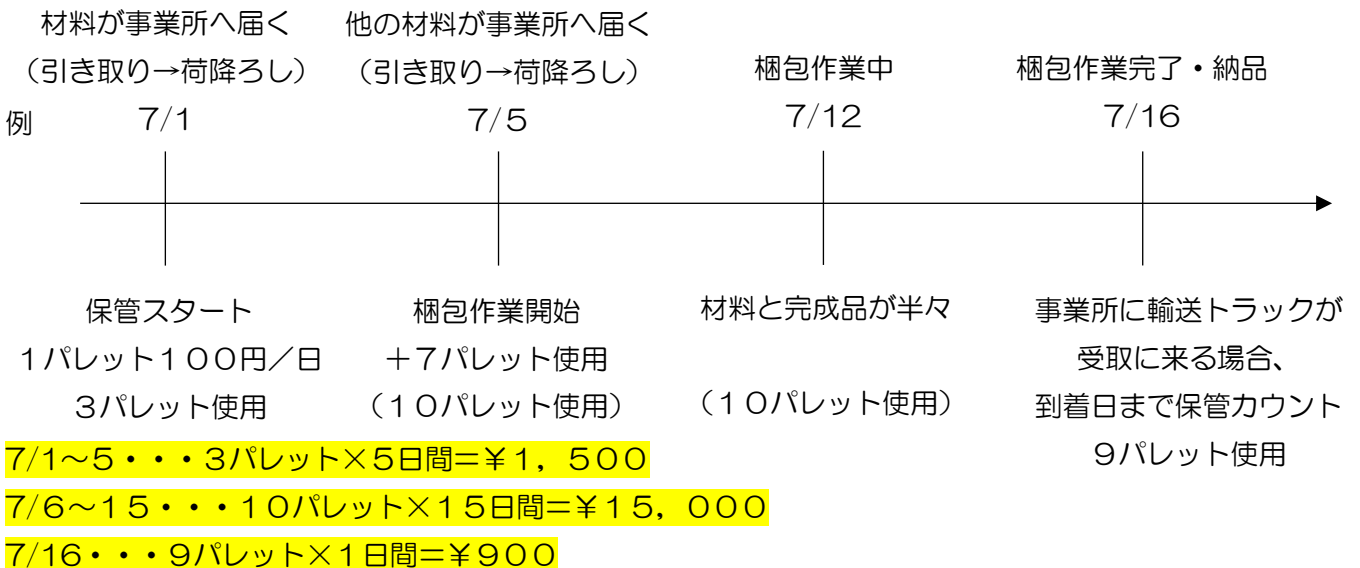 材料が事業所へ届く
（引き取り→荷降ろし）
他の材料が事業所へ届く
（引き取り→荷降ろし）
梱包作業中
梱包作業完了・納品
例
7/1
7/5
7/12
7/16
保管スタート
１パレット１００円／日
３パレット使用
梱包作業開始
＋７パレット使用
（１０パレット使用）
材料と完成品が半々
（１０パレット使用）
事業所に輸送トラックが
受取に来る場合、
到着日まで保管カウント
９パレット使用
7/1～5・・・３パレット×５日間＝￥１，５００
7/6～15・・・１０パレット×１５日間＝￥１５，０００
7/16・・・９パレット×１日間＝￥９００